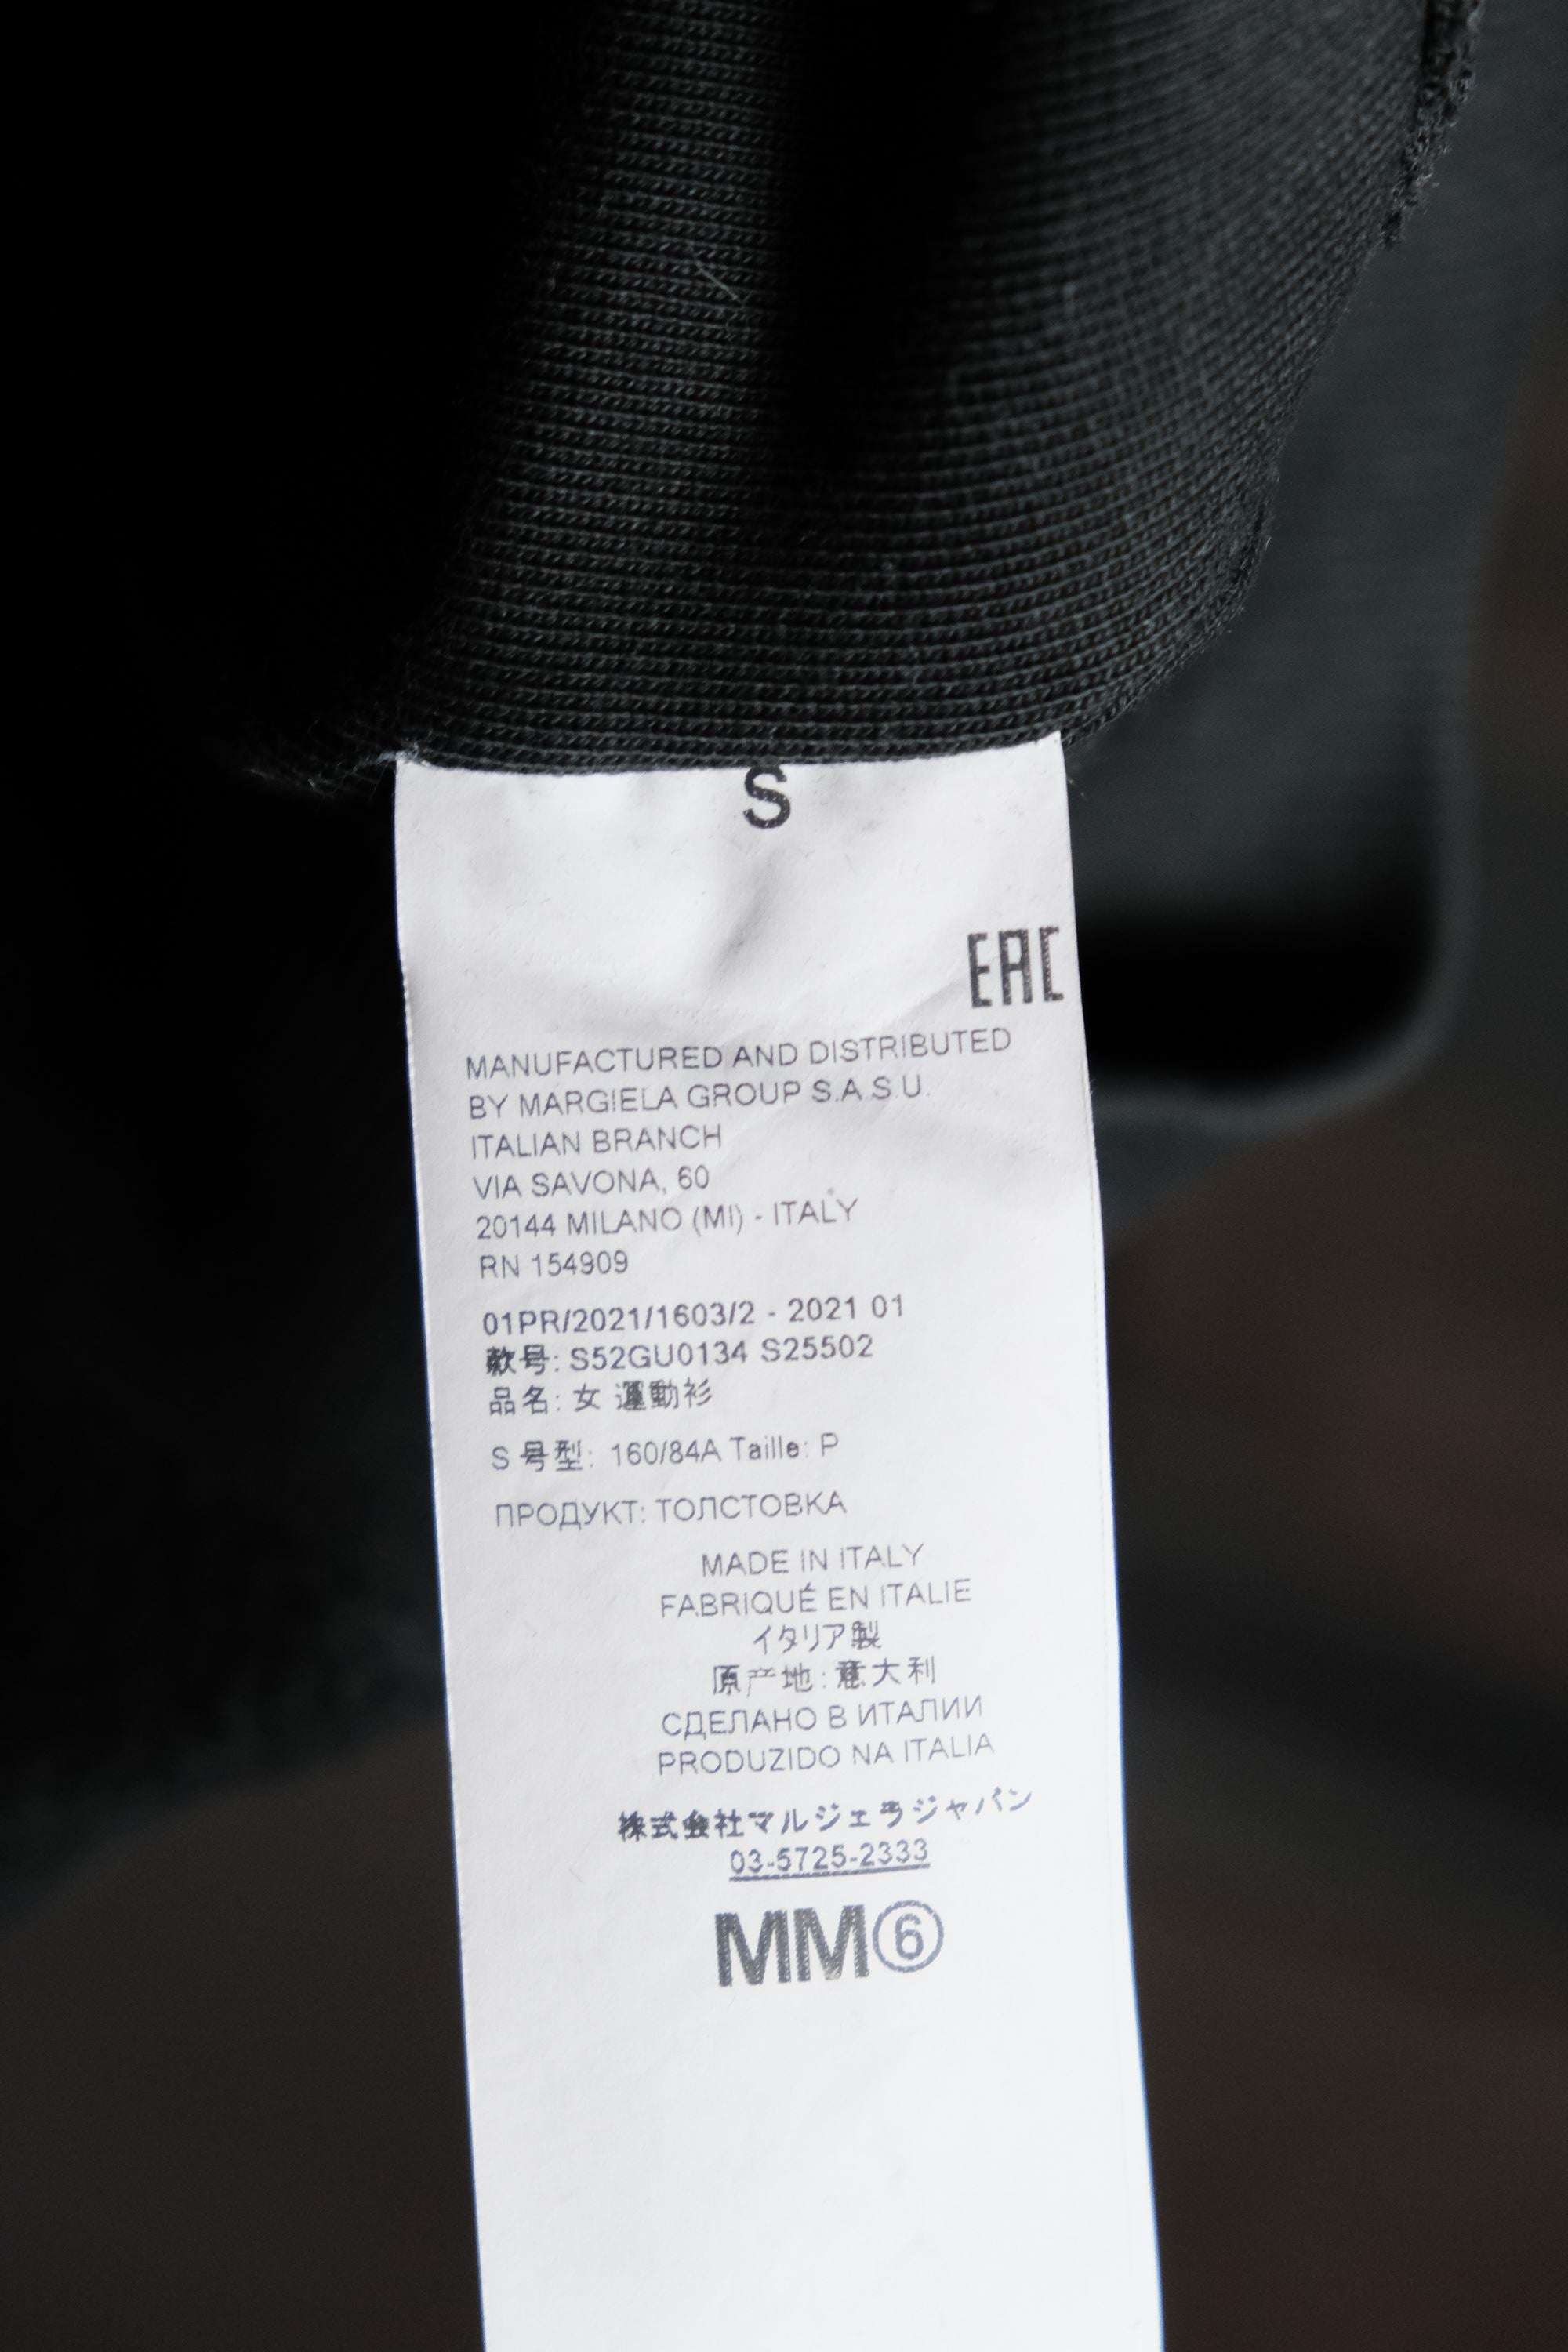 S
EAC
MANUFACTURED AND DISTRIBUTED
BY MARGIELA GROUP S.A.S.U.
ITALIAN BRANCH
VIA SAVONA, 60
20144 MILANO (MI) - ITALY
RN 154909
01PR/2021/1603/2 - 2021 01
款号: S52GU0134 S25502
品名: 女 運動衫
S 号型: 160/84A Taille: P
ПРОДУКТ: ТОЛСТОВКА
MADE IN ITALY
FABRIQUÉ EN ITALIE
イタリア製
原产地: 意大利
СДЕЛАНО В ИТАЛИИ
PRODUZIDO NA ITALIA
株式会社マルジェラジャパン
03-5725-2333
MM⑥